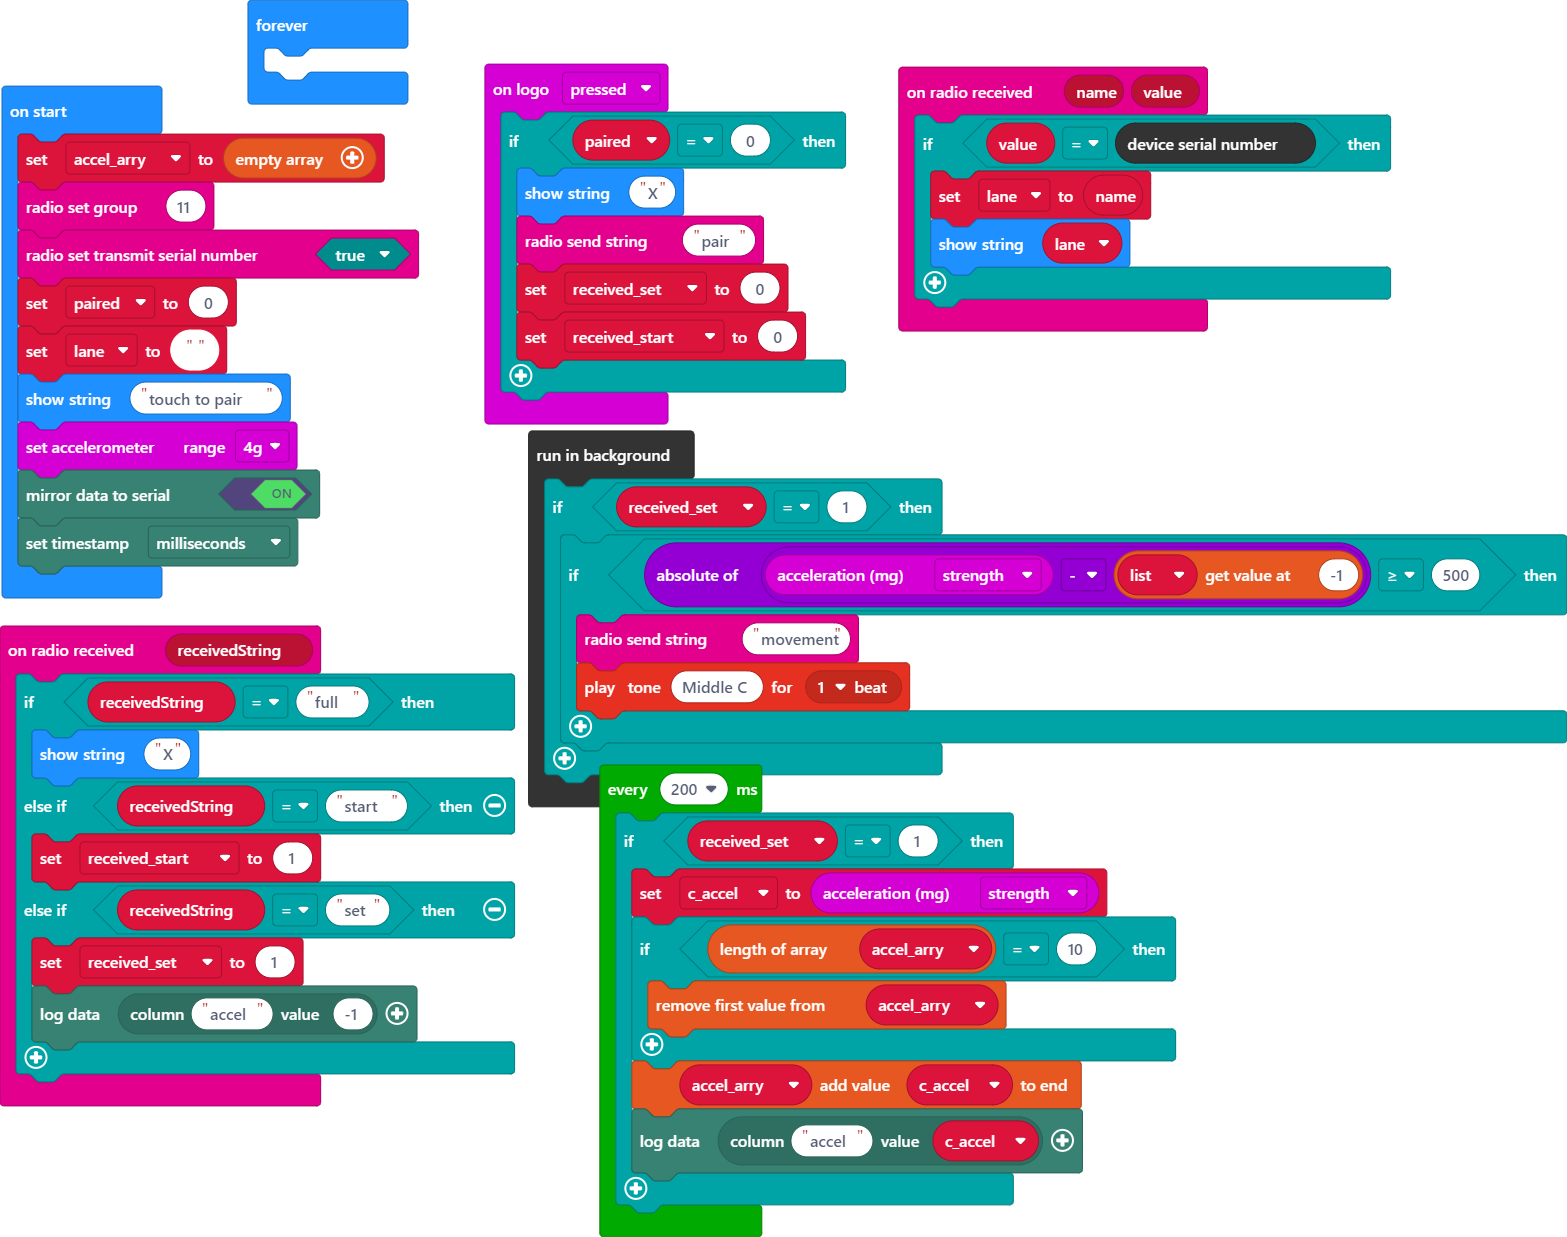 forever
on start
set accel_arry to empty array
radio set group 11
radio set transmit serial number true
set paired to 0
set lane to " "
show string "touch to pair"
set accelerometer range 4g
mirror data to serial ON
set timestamp milliseconds
on logo pressed
if paired = 0 then
show string "X"
radio send string "pair"
set received_set to 0
set received_start to 0
on radio received name value
if value = device serial number then
set lane to name
show string lane
run in background
if received_set = 1 then
if absolute of acceleration (mg) strength - list get value at -1 ≥ 500 then
radio send string "movement"
play tone Middle C for 1 beat
on radio received receivedString
if receivedString = "full" then
show string "X"
else if receivedString = "start" then
set received_start to 1
else if receivedString = "set" then
set received_set to 1
log data column "accel" value -1
every 200 ms
if received_set = 1 then
set c_accel to acceleration (mg) strength
if length of array accel_arry = 10 then
remove first value from accel_arry
accel_arry add value c_accel to end
log data column "accel" value c_accel